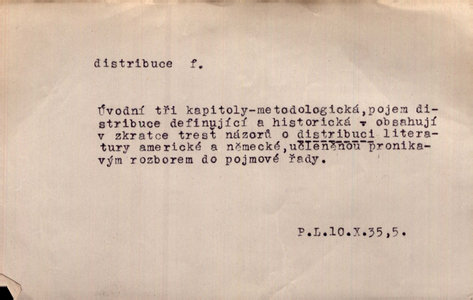 distribuce f.
Úvodní tři kapitoly-metodologická,pojem di-
stribuce definující a historická - obsahují
v zkratce trest názorů o distribuci litera-
tury americké a německé,učleněnou pronika-
vým rozborem do pojmové řady.
P.L.10.X.35,5.